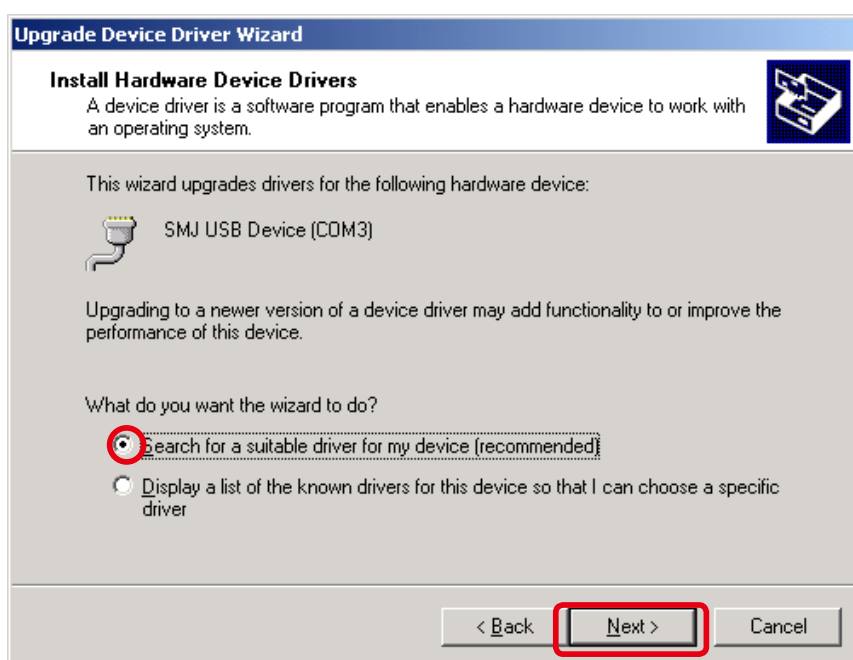 Upgrade Device Driver Wizard
Install Hardware Device Drivers
A device driver is a software program that enables a hardware device to work with
an operating system.
This wizard upgrades drivers for the following hardware device:
SMJ USB Device (COM3)
Upgrading to a newer version of a device driver may add functionality to or improve the
performance of this device.
What do you want the wizard to do?
Search for a suitable driver for my device (recommended)
Display a list of the known drivers for this device so that I can choose a specific
driver
< Back
Next >
Cancel